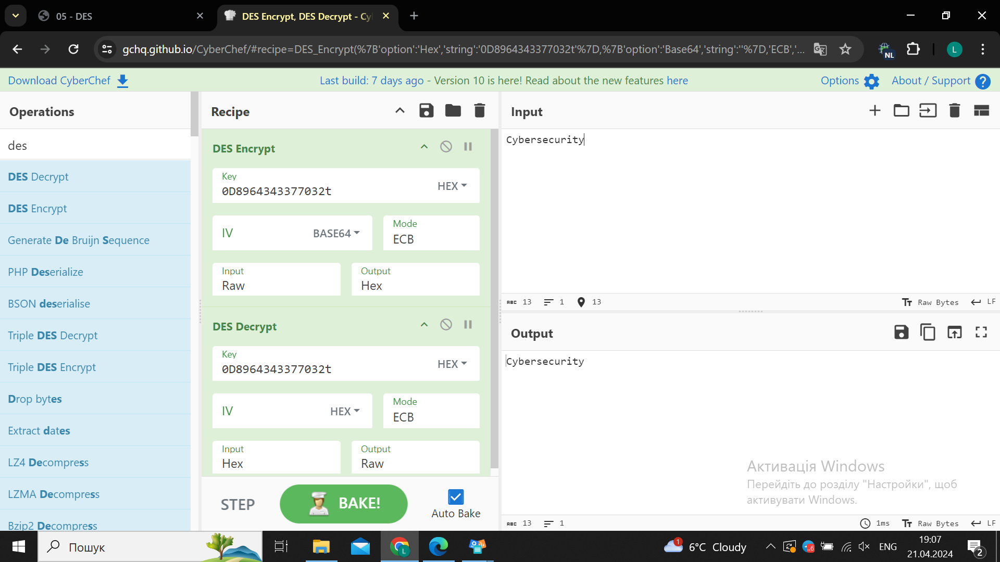 05 - DES
DES Encrypt, DES Decrypt - Cy
gchq.github.io/CyberChef/#recipe=DES_Encrypt(%7B'option':'Hex','string':'0D8964343377032t'%7D,%7B'option':'Base64','string':''%7D,'ECB','...
NL
L
Download CyberChef
Last build: 7 days ago - Version 10 is here! Read about the new features here
Options
About / Support
Operations
des
DES Decrypt
DES Encrypt
Generate De Bruijn Sequence
PHP Deserialize
BSON deserialise
Triple DES Decrypt
Triple DES Encrypt
Drop bytes
Extract dates
LZ4 Decompress
LZMA Decompress
Bzip2 Decompress
Recipe
DES Encrypt
Key
0D8964343377032t
HEX
IV
BASE64
Mode
ECB
Input
Raw
Output
Hex
DES Decrypt
Key
0D8964343377032t
HEX
IV
HEX
Mode
ECB
Input
Hex
Output
Raw
STEP
BAKE!
Auto Bake
Input
Cybersecurity
ABC 13 1 13
Raw Bytes LF
Output
Cybersecurity
Активація Windows
Перейдіть до розділу "Настройки", щоб
активувати Windows.
ABC 13 1
1ms Raw Bytes LF
Пошук
L
1
6°C Cloudy
..6
ENG
19:07
21.04.2024
2